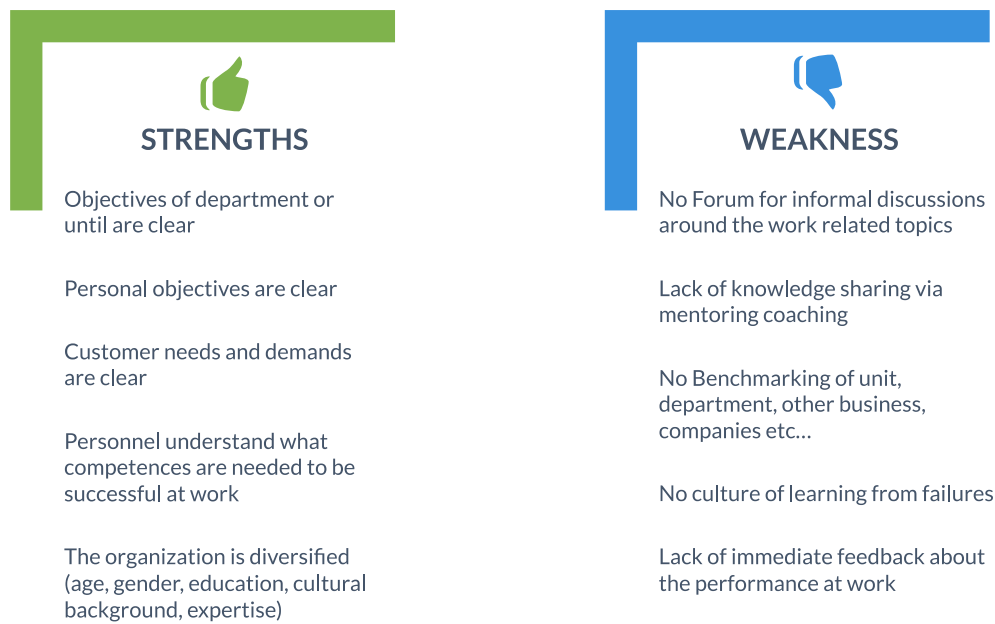 STRENGTHS
Objectives of department or
until are clear
Personal objectives are clear
Customer needs and demands
are clear
Personnel understand what
competences are needed to be
successful at work
The organization is diversified
(age, gender, education, cultural
background, expertise)
WEAKNESS
No Forum for informal discussions
around the work related topics
Lack of knowledge sharing via
mentoring coaching
No Benchmarking of unit,
department, other business,
companies etc...
No culture of learning from failures
Lack of immediate feedback about
the performance at work